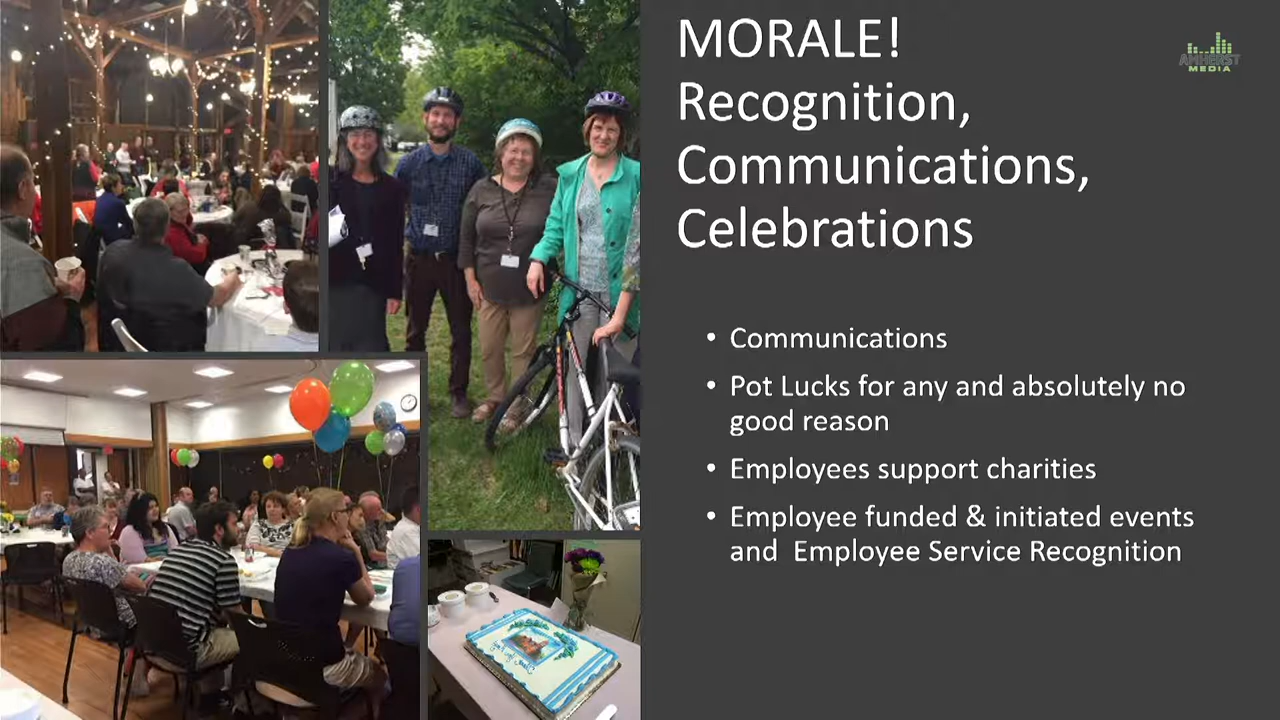 MORALE!
Recognition,
Communications,
Celebrations
AMHERST
MEDIA
• Communications
• Pot Lucks for any and absolutely no
good reason
• Employees support charities
• Employee funded & initiated events
and  Employee Service Recognition